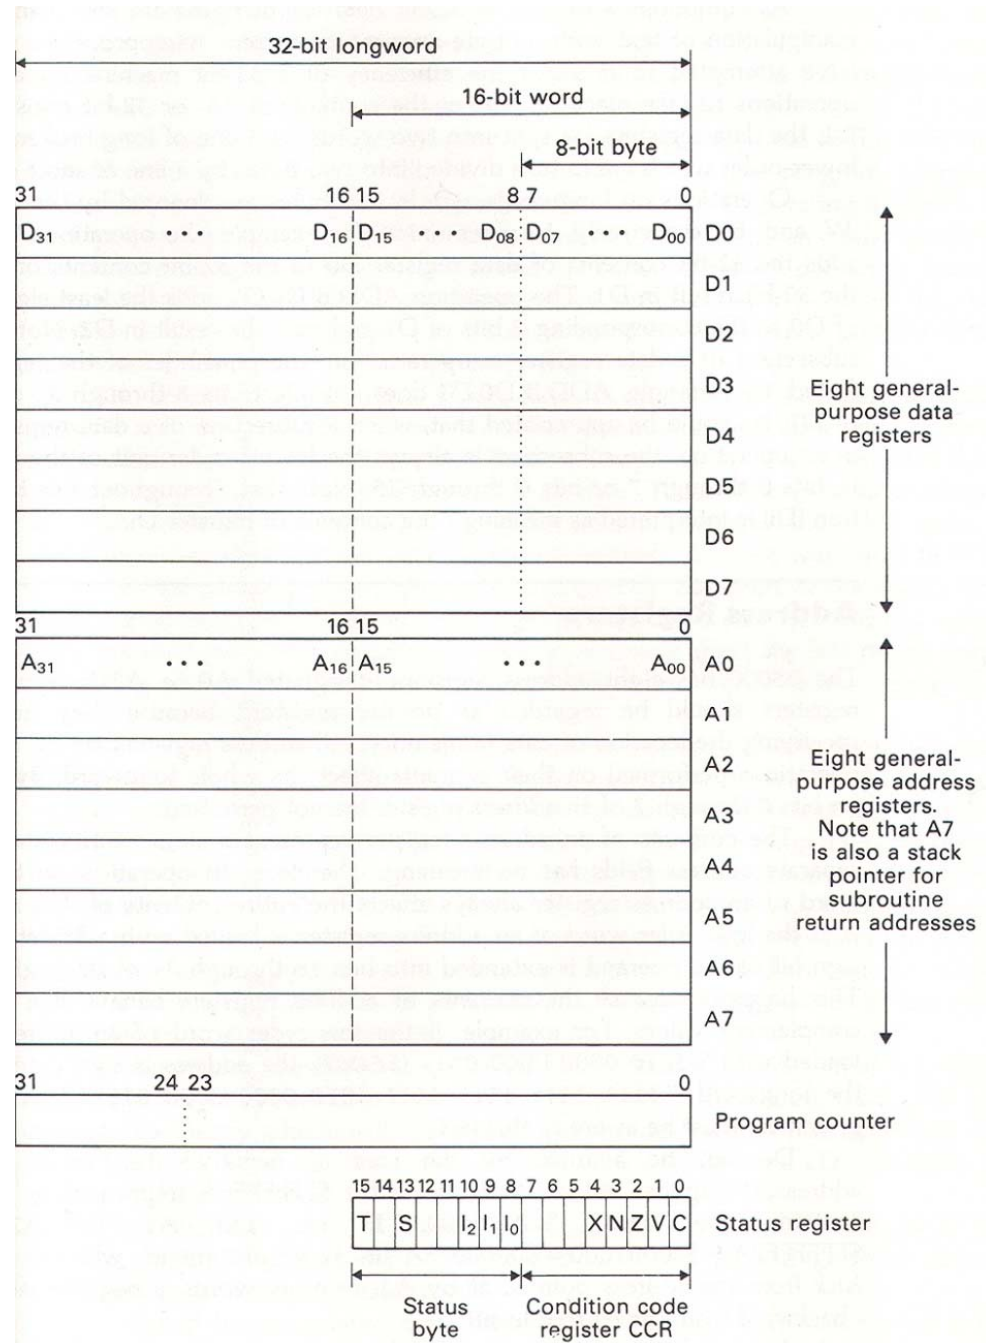 32-bit longword
16-bit word
8-bit byte
31 16 15 8 7 0
D31 ••• D16 D15 ••• D08 D07 •••• D00 D0
D1
D2
D3
D4
D5
D6
D7
Eight general-
purpose data
registers
31 16 15 0
A31 ••• A16 A15 ••• A00 A0
A1
A2
A3
A4
A5
A6
A7
Eight general-
purpose address
registers.
Note that A7
is also a stack
pointer for
subroutine
return addresses
31 24 23 0
Program counter
15 14 13 12 11 10 9 8 7 6 5 4 3 2 1 0
T S I2 I1 I0 X N Z V C Status register
Status
byte
Condition code
register CCR